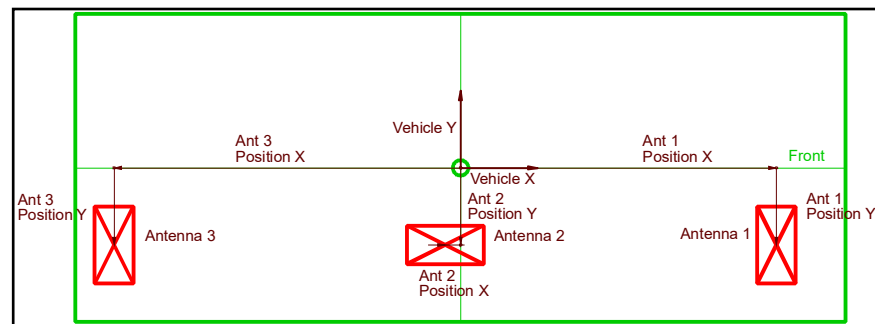 Vehicle Y
Ant 3
Position X
Ant 1
Position X
Front
Vehicle X
Ant 3
Position Y
Ant 2
Position Y
Ant 1
Position Y
Antenna 3
Antenna 2
Antenna 1
Ant 2
Position X